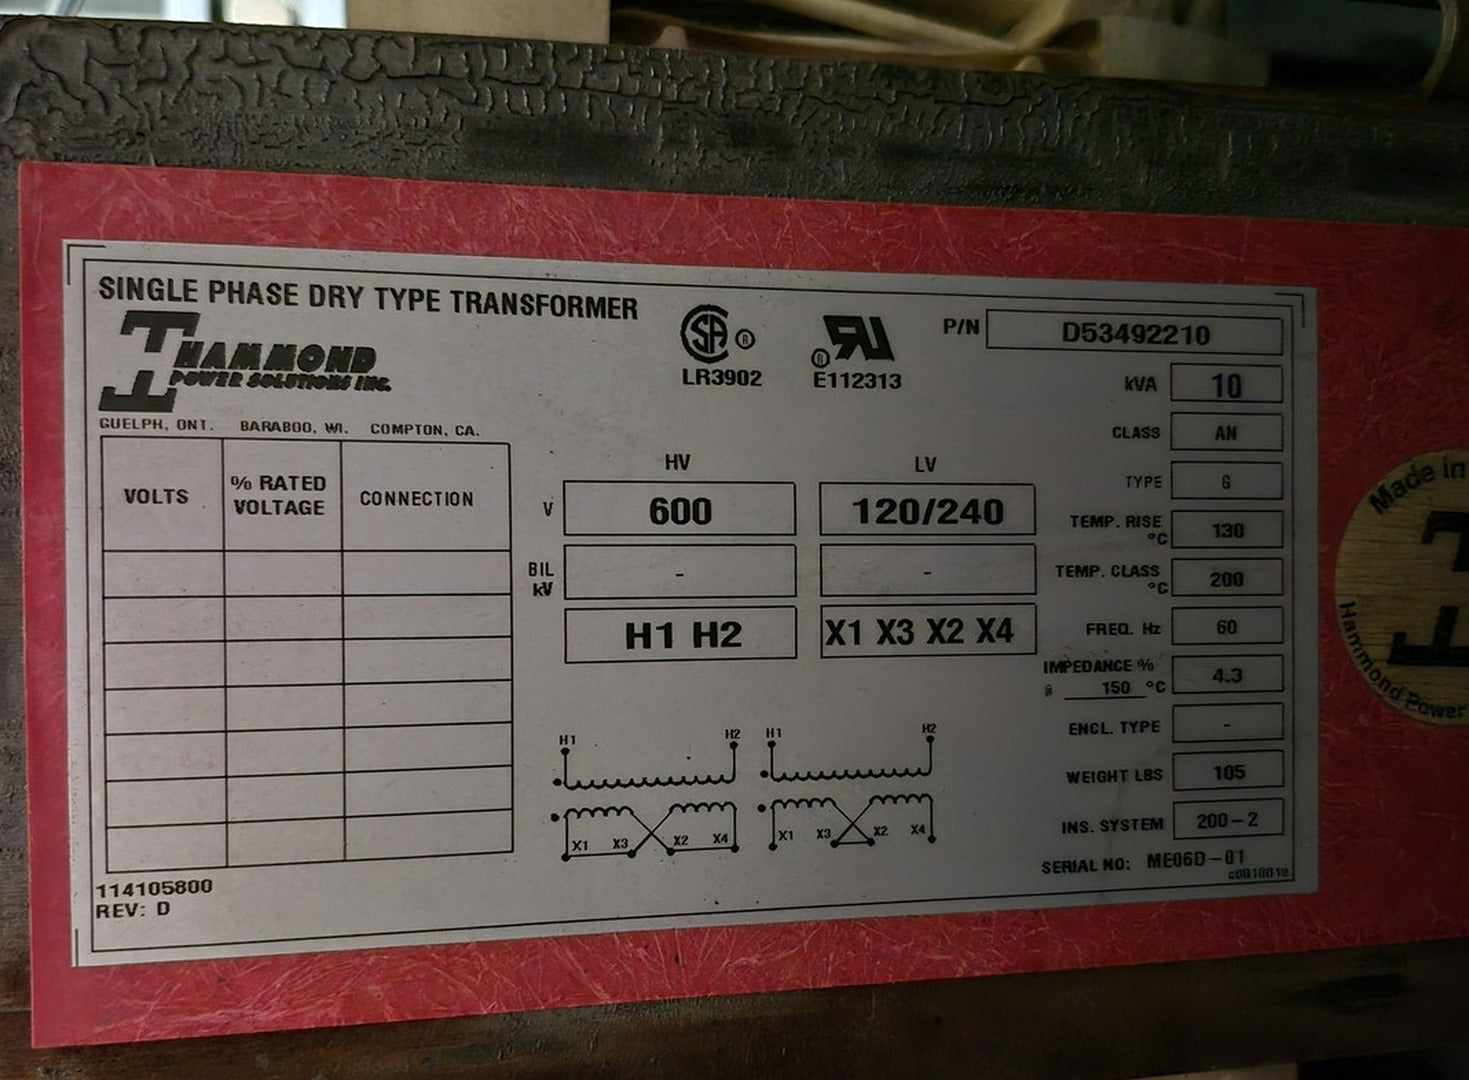 SINGLE PHASE DRY TYPE TRANSFORMER
HAMMOND
POWER SOLUTIONS INC.
GUELPH, ONT. BARABOO, WI. COMPTON, CA.
SA ®
LR3902
® RU
E112313
P/N D53492210
kVA 10
CLASS AN
TYPE G
TEMP. RISE °C 130
TEMP. CLASS °C 200
FREQ. Hz 60
IMPEDANCE %
@ 150 °C 4.3
ENCL. TYPE -
WEIGHT LBS 105
INS. SYSTEM 200-2
SERIAL NO: ME06D-01
VOLTS
% RATED
VOLTAGE
CONNECTION
HV LV
V 600 120/240
BIL
kV - -
H1 H2 X1 X3 X2 X4
H1 H2 H1 H2
X1 X3 X2 X4 X1 X3 X2 X4
114105800
REV: D
Made in
Hammond Power